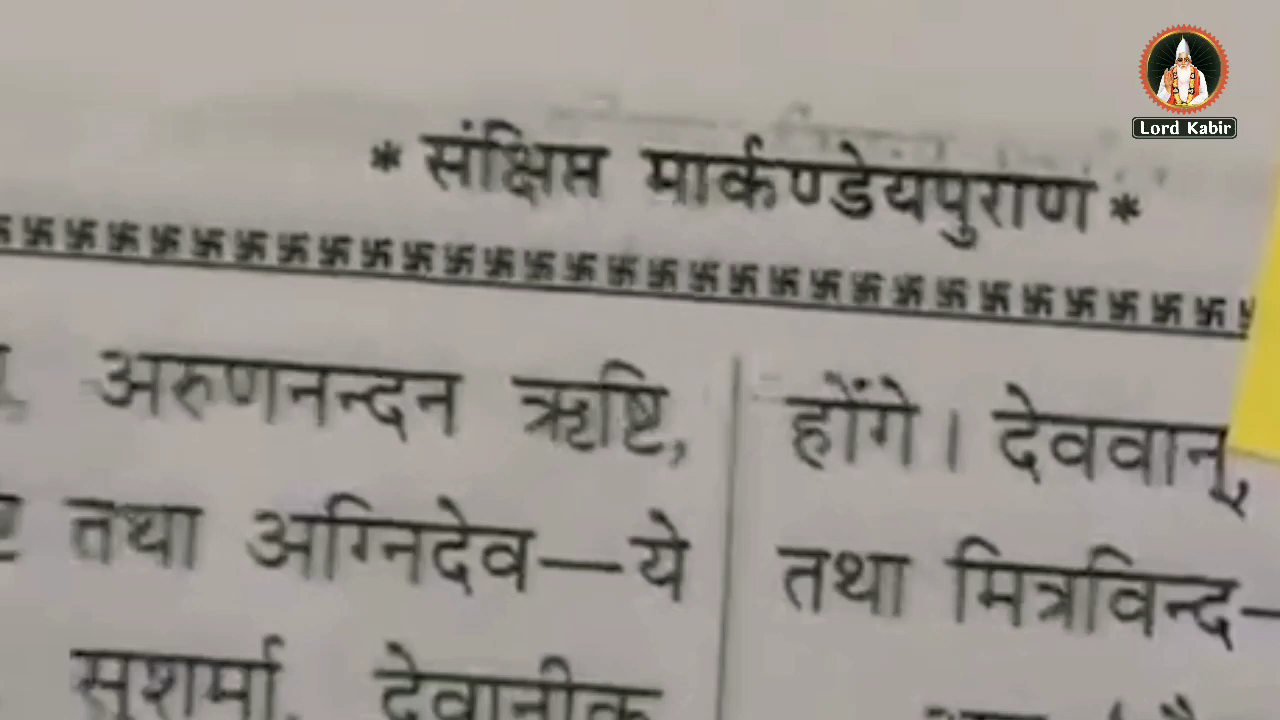 Lord Kabir
* संक्षिप्त मार्कण्डेयपुराण *
अरुणनन्दन ऋष्टि,
तथा अग्निदेव—ये
सुशर्मा, देवानीक
होंगे। देववान्
तथा मित्रविन्द—